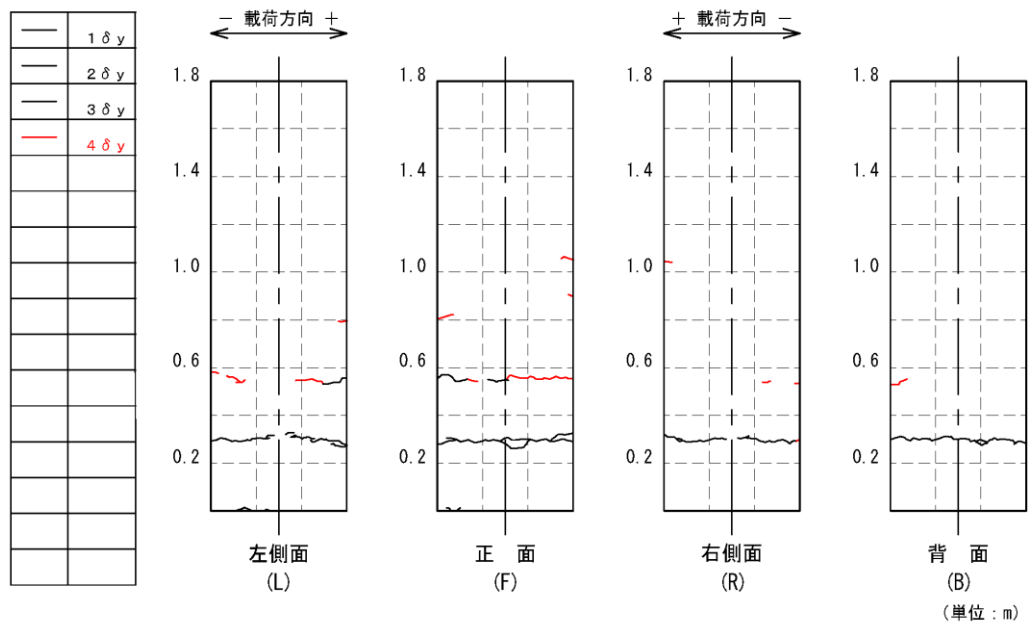 1δy
2δy
3δy
4δy
－ 載荷方向 ＋
＋ 載荷方向 －
1.8 1.8 1.8 1.8
1.4 1.4 1.4 1.4
1.0 1.0 1.0 1.0
0.6 0.6 0.6 0.6
0.2 0.2 0.2 0.2
左側面 正　面 右側面 背　面
(L) (F) (R) (B)
(単位：m)